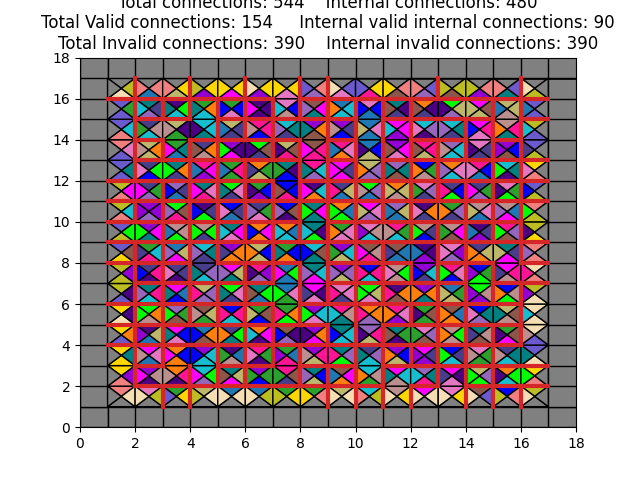 Total connections: 544    Internal connections: 480
Total Valid connections: 154    Internal valid internal connections: 90
Total Invalid connections: 390    Internal invalid connections: 390
18
16
14
12
10
8
6
4
2
0
0 2 4 6 8 10 12 14 16 18